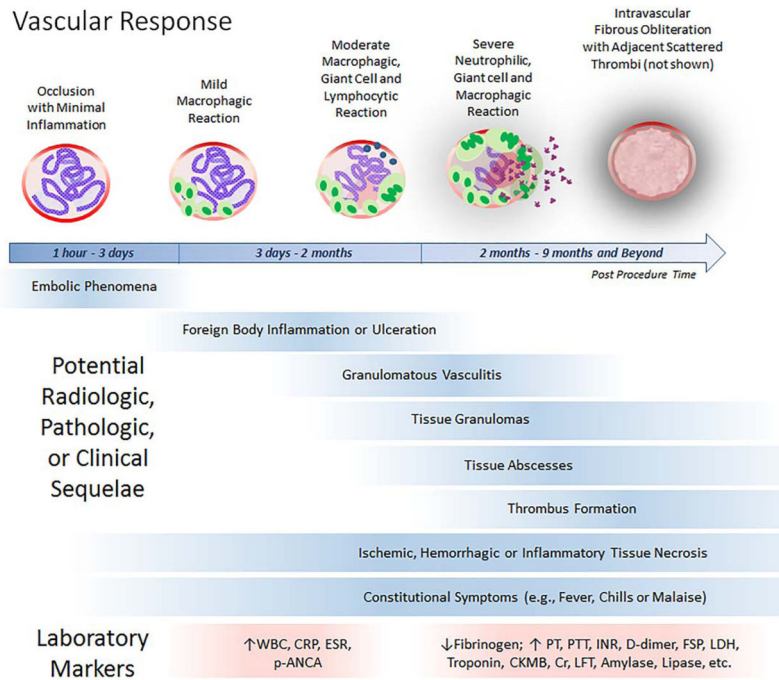 Vascular Response
Occlusion
with Minimal
Inflammation
Mild
Macrophagic
Reaction
Moderate
Macrophagic,
Giant Cell and
Lymphocytic
Reaction
Severe
Neutrophilic,
Giant cell and
Macrophagic
Reaction
Intravascular
Fibrous Obliteration
with Adjacent Scattered
Thrombi (not shown)
1 hour - 3 days
3 days - 2 months
2 months - 9 months and Beyond
Post Procedure Time
Embolic Phenomena
Foreign Body Inflammation or Ulceration
Potential
Radiologic,
Pathologic,
or Clinical
Sequelae
Granulomatous Vasculitis
Tissue Granulomas
Tissue Abscesses
Thrombus Formation
Ischemic, Hemorrhagic or Inflammatory Tissue Necrosis
Constitutional Symptoms (e.g., Fever, Chills or Malaise)
Laboratory
Markers
↑WBC, CRP, ESR,
p-ANCA
↓Fibrinogen; ↑ PT, PTT, INR, D-dimer, FSP, LDH,
Troponin, CKMB, Cr, LFT, Amylase, Lipase, etc.